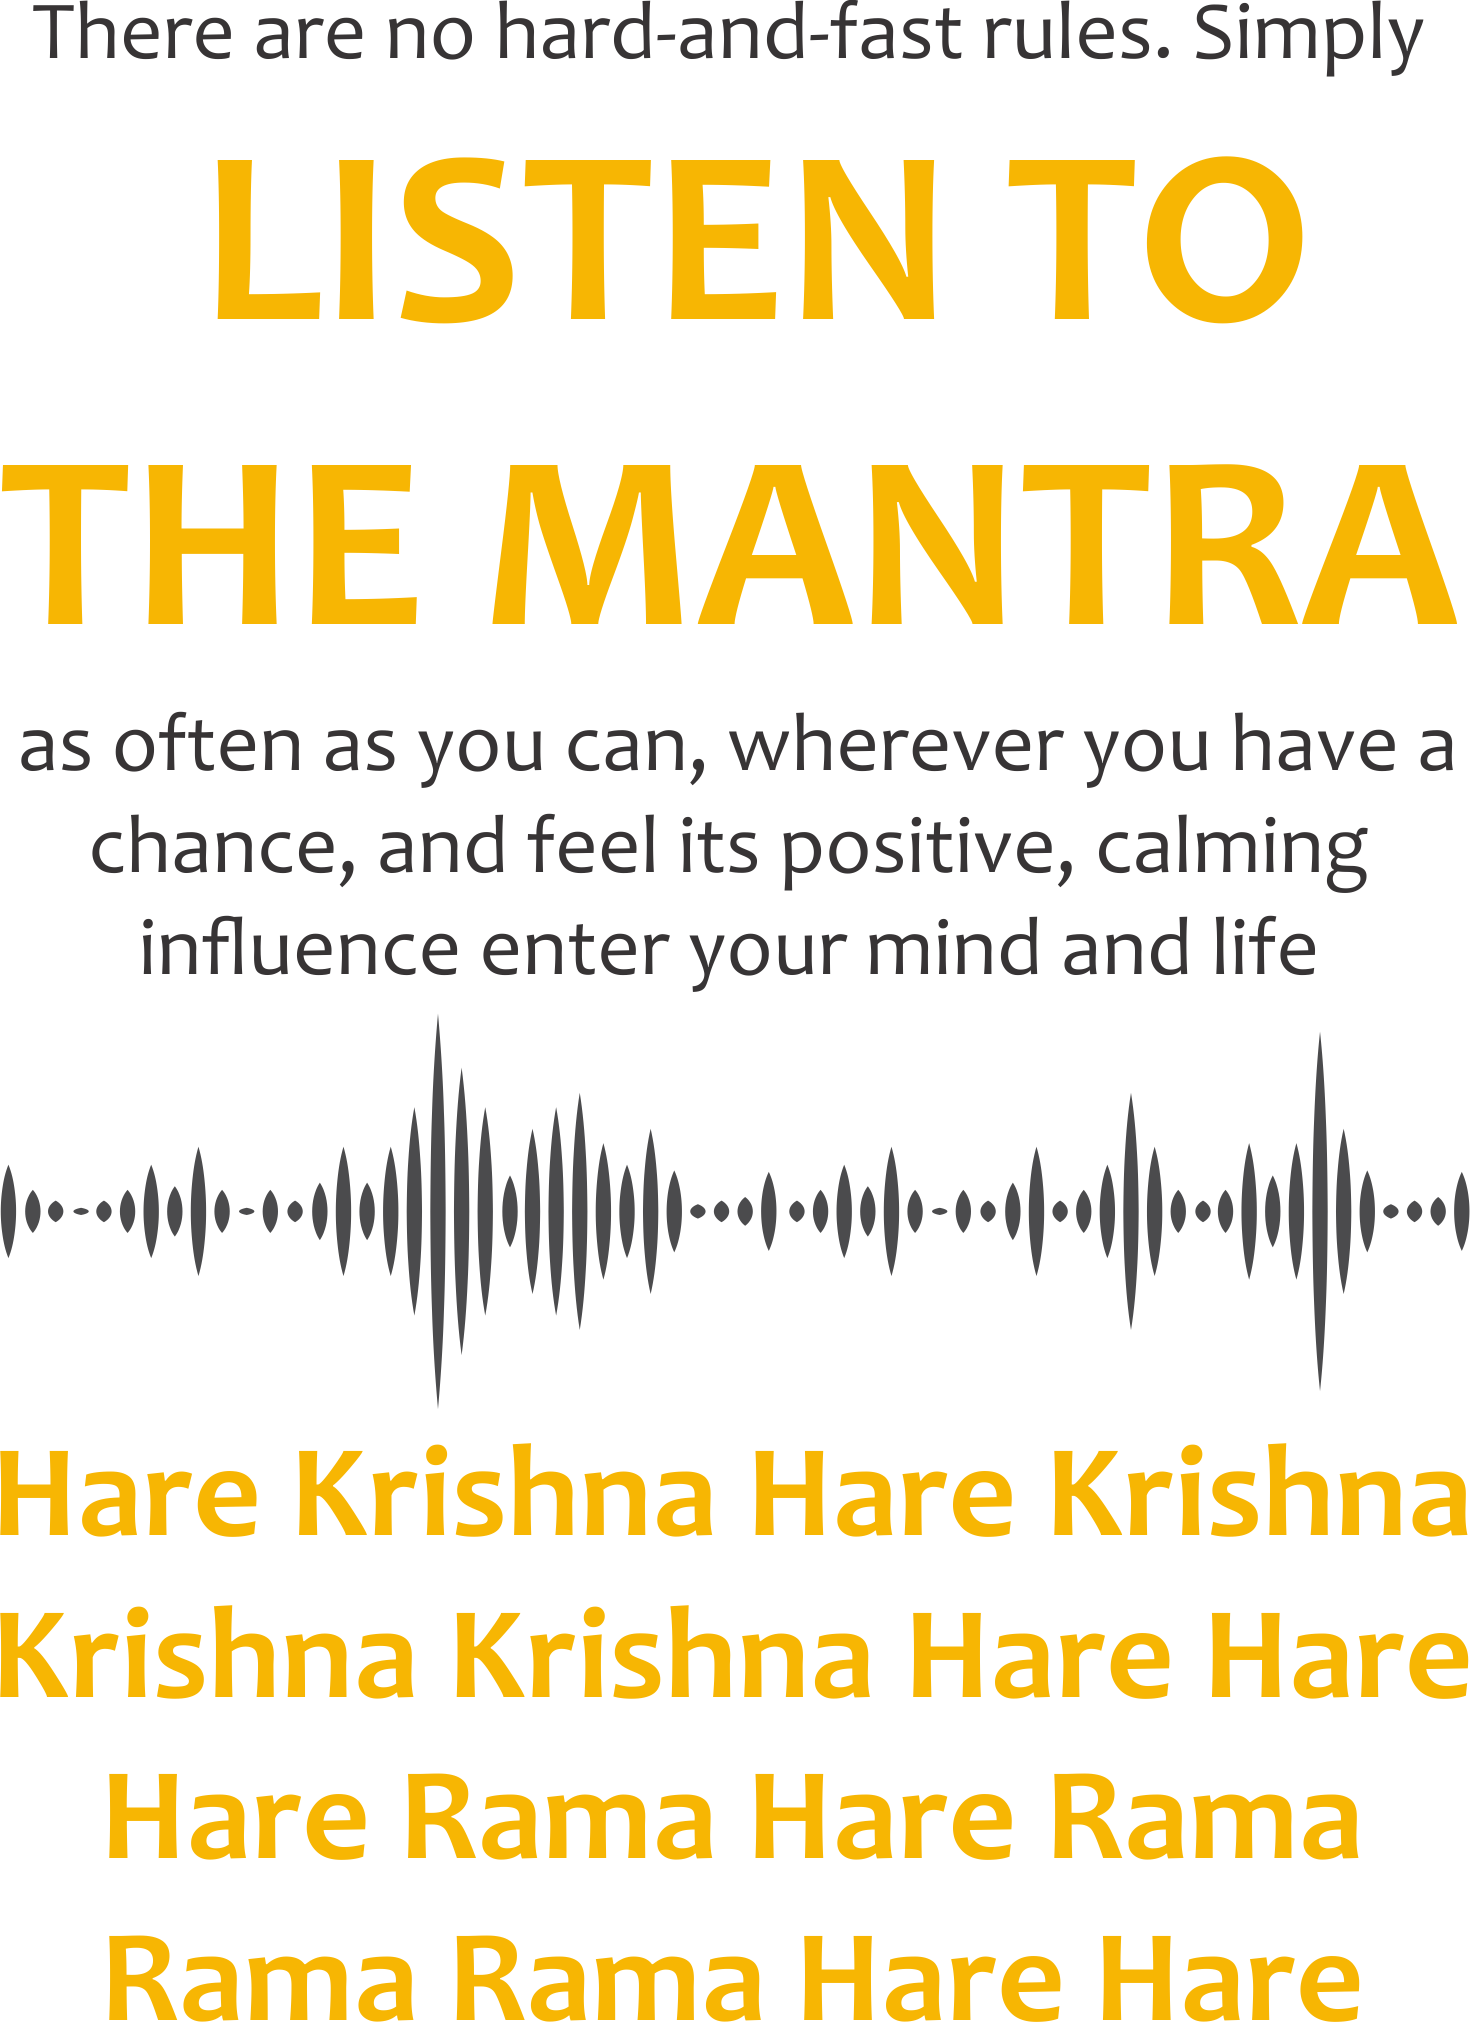 There are no hard-and-fast rules. Simply
LISTEN TO
THE MANTRA
as often as you can, wherever you have a
chance, and feel its positive, calming
influence enter your mind and life
Hare Krishna Hare Krishna
Krishna Krishna Hare Hare
Hare Rama Hare Rama
Rama Rama Hare Hare